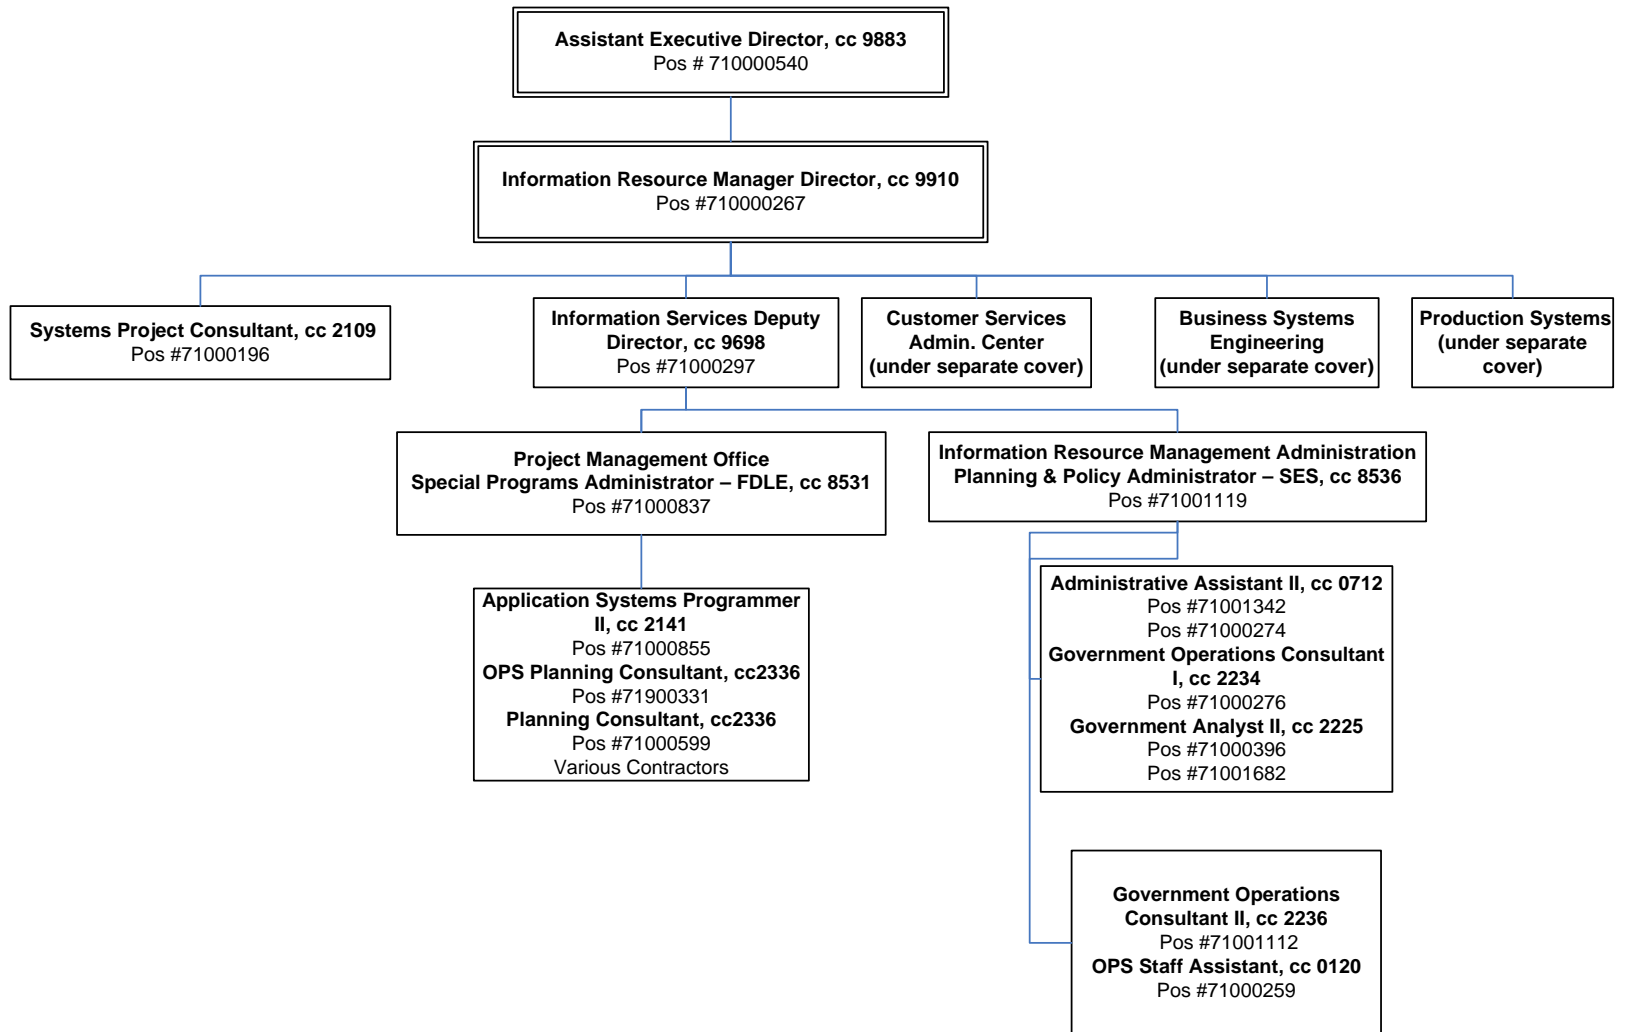 Assistant Executive Director, cc 9883
Pos # 710000540
Information Resource Manager Director, cc 9910
Pos #710000267
Systems Project Consultant, cc 2109
Pos #71000196
Information Services Deputy
Director, cc 9698
Pos #71000297
Customer Services
Admin. Center
(under separate cover)
Business Systems
Engineering
(under separate cover)
Production Systems
(under separate
cover)
Project Management Office
Special Programs Administrator – FDLE, cc 8531
Pos #71000837
Information Resource Management Administration
Planning & Policy Administrator – SES, cc 8536
Pos #71001119
Application Systems Programmer
II, cc 2141
Pos #71000855
OPS Planning Consultant, cc2336
Pos #71900331
Planning Consultant, cc2336
Pos #71000599
Various Contractors
Administrative Assistant II, cc 0712
Pos #71001342
Pos #71000274
Government Operations Consultant
I, cc 2234
Pos #71000276
Government Analyst II, cc 2225
Pos #71000396
Pos #71001682
Government Operations
Consultant II, cc 2236
Pos #71001112
OPS Staff Assistant, cc 0120
Pos #71000259